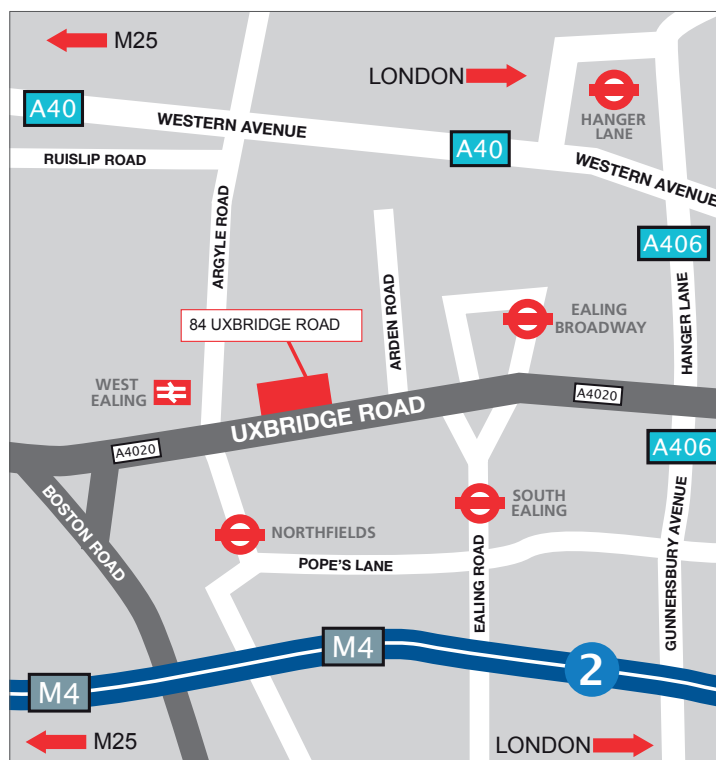 M25
LONDON
A40
WESTERN AVENUE
HANGER
LANE
RUISLIP ROAD
A40
WESTERN AVENUE
ARGYLE ROAD
A406
ARDEN ROAD
HANGER LANE
84 UXBRIDGE ROAD
EALING
BROADWAY
WEST
EALING
UXBRIDGE ROAD
A4020
A4020
A406
BOSTON ROAD
SOUTH
EALING
NORTHFIELDS
POPE'S LANE
EALING ROAD
GUNNERSBURY AVENUE
M4
2
M4
M25
LONDON